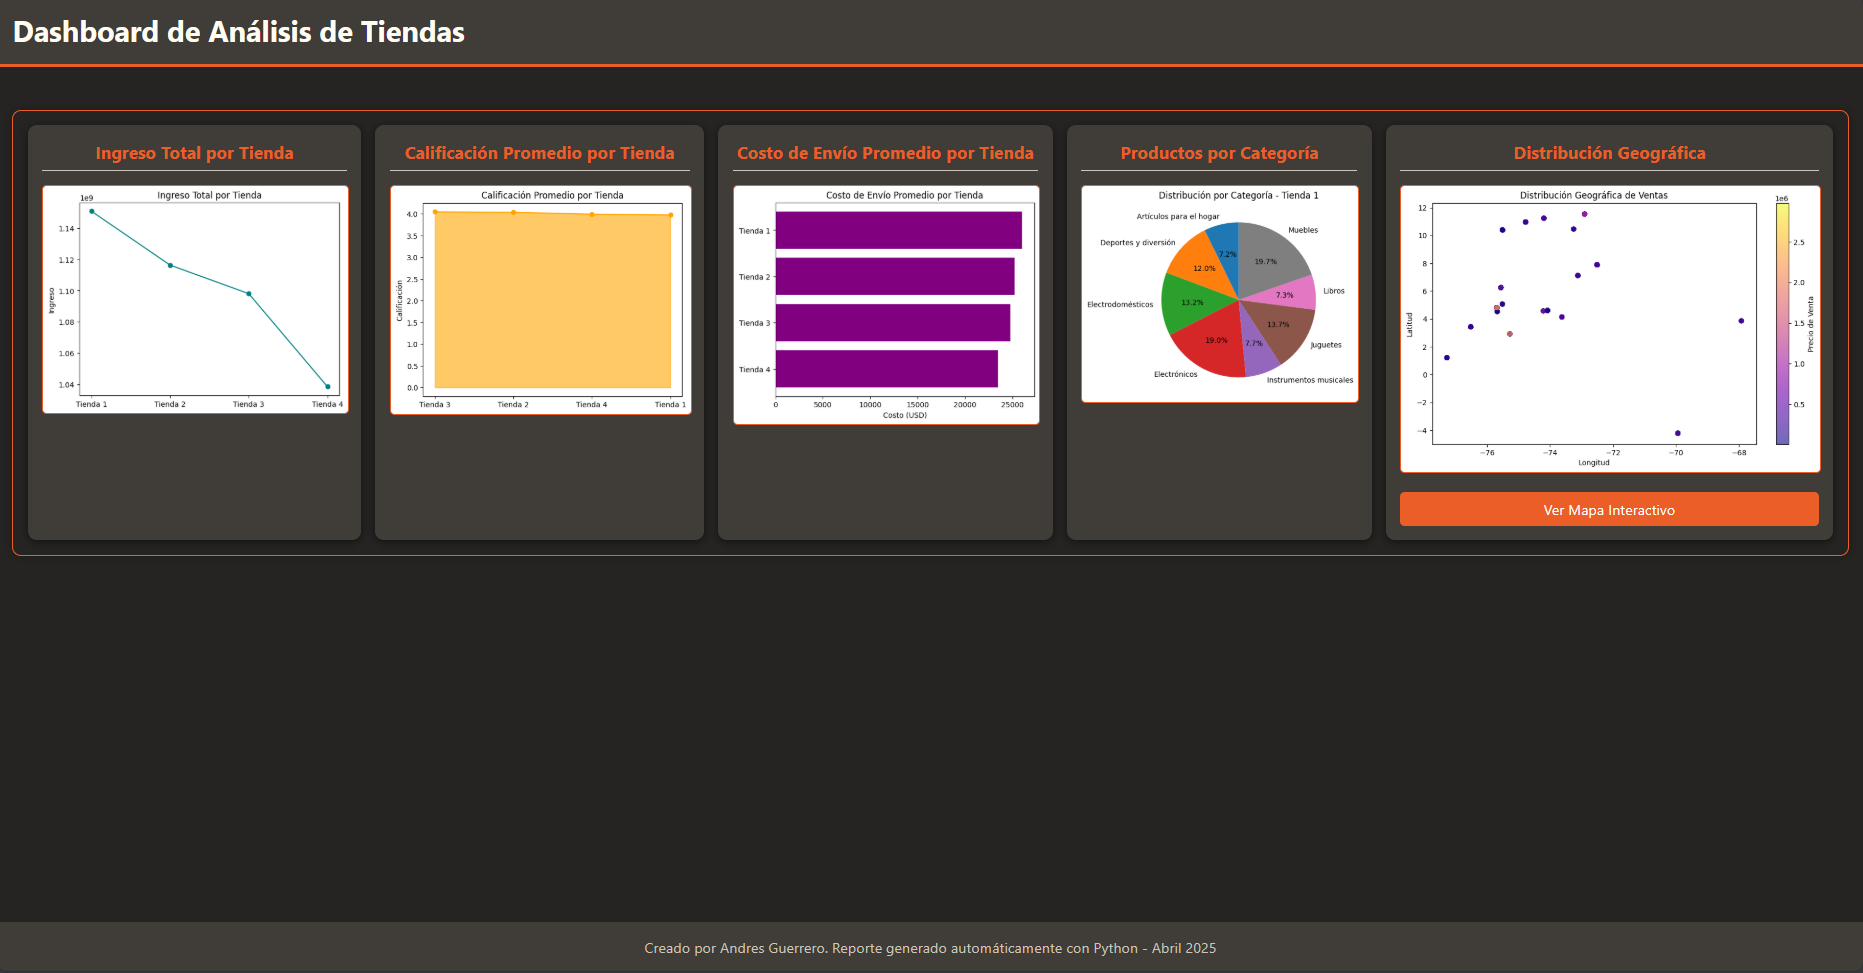 Dashboard de Análisis de Tiendas
Ingreso Total por Tienda
Ingreso Total por Tienda
1e9
1.14
1.12
1.10
1.08
1.06
1.04
Ingreso
Tienda 1 Tienda 2 Tienda 3 Tienda 4
Calificación Promedio por Tienda
Calificación Promedio por Tienda
4.0
3.5
3.0
2.5
2.0
1.5
1.0
0.5
0.0
Calificación
Tienda 3 Tienda 2 Tienda 4 Tienda 1
Costo de Envío Promedio por Tienda
Costo de Envío Promedio por Tienda
Tienda 1
Tienda 2
Tienda 3
Tienda 4
0 5000 10000 15000 20000 25000
Costo (USD)
Productos por Categoría
Distribución por Categoría - Tienda 1
Artículos para el hogar
7.2%
Deportes y diversión
12.0%
Electrodomésticos
13.2%
Electrónicos
19.0%
Instrumentos musicales
7.7%
Juguetes
13.7%
Libros
7.3%
Muebles
19.7%
Distribución Geográfica
Distribución Geográfica de Ventas
12
10
8
6
4
2
0
−2
−4
Latitud
−76 −74 −72 −70 −68
Longitud
1e6
2.5
2.0
1.5
1.0
0.5
Precio de Venta
Ver Mapa Interactivo
Creado por Andres Guerrero. Reporte generado automáticamente con Python - Abril 2025